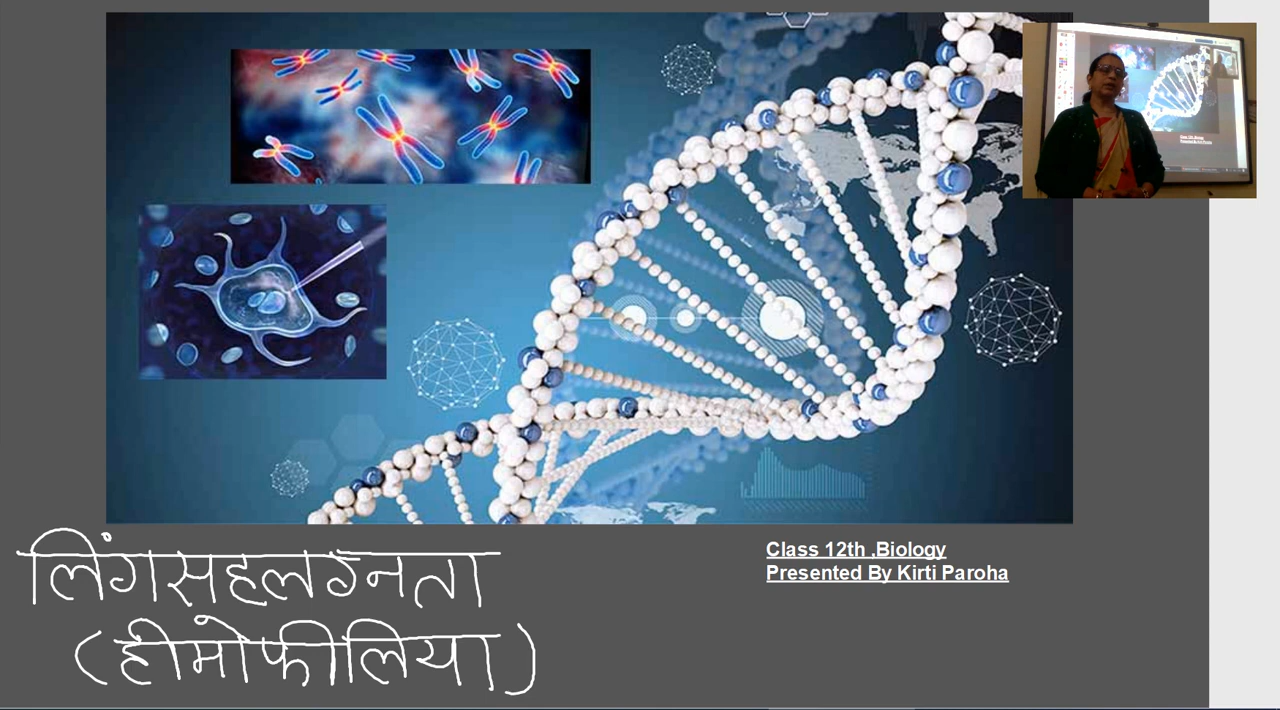 लिंगसहलग्नता
(हीमोफीलिया)
Class 12th ,Biology
Presented By Kirti Paroha